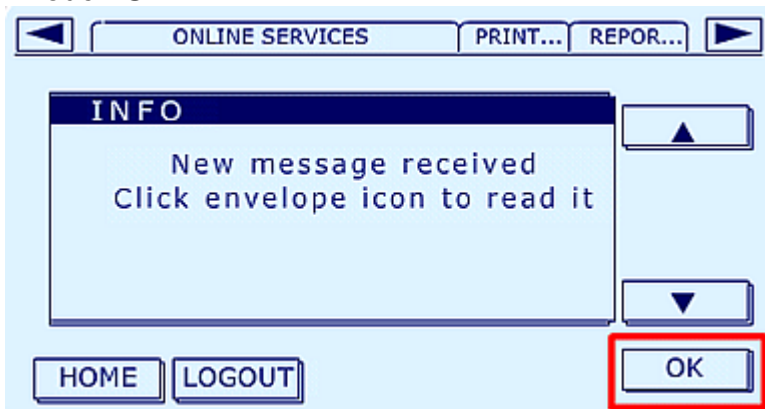 ONLINE SERVICES PRINT... REPOR...
INFO
New message received
Click envelope icon to read it
OK
HOME LOGOUT